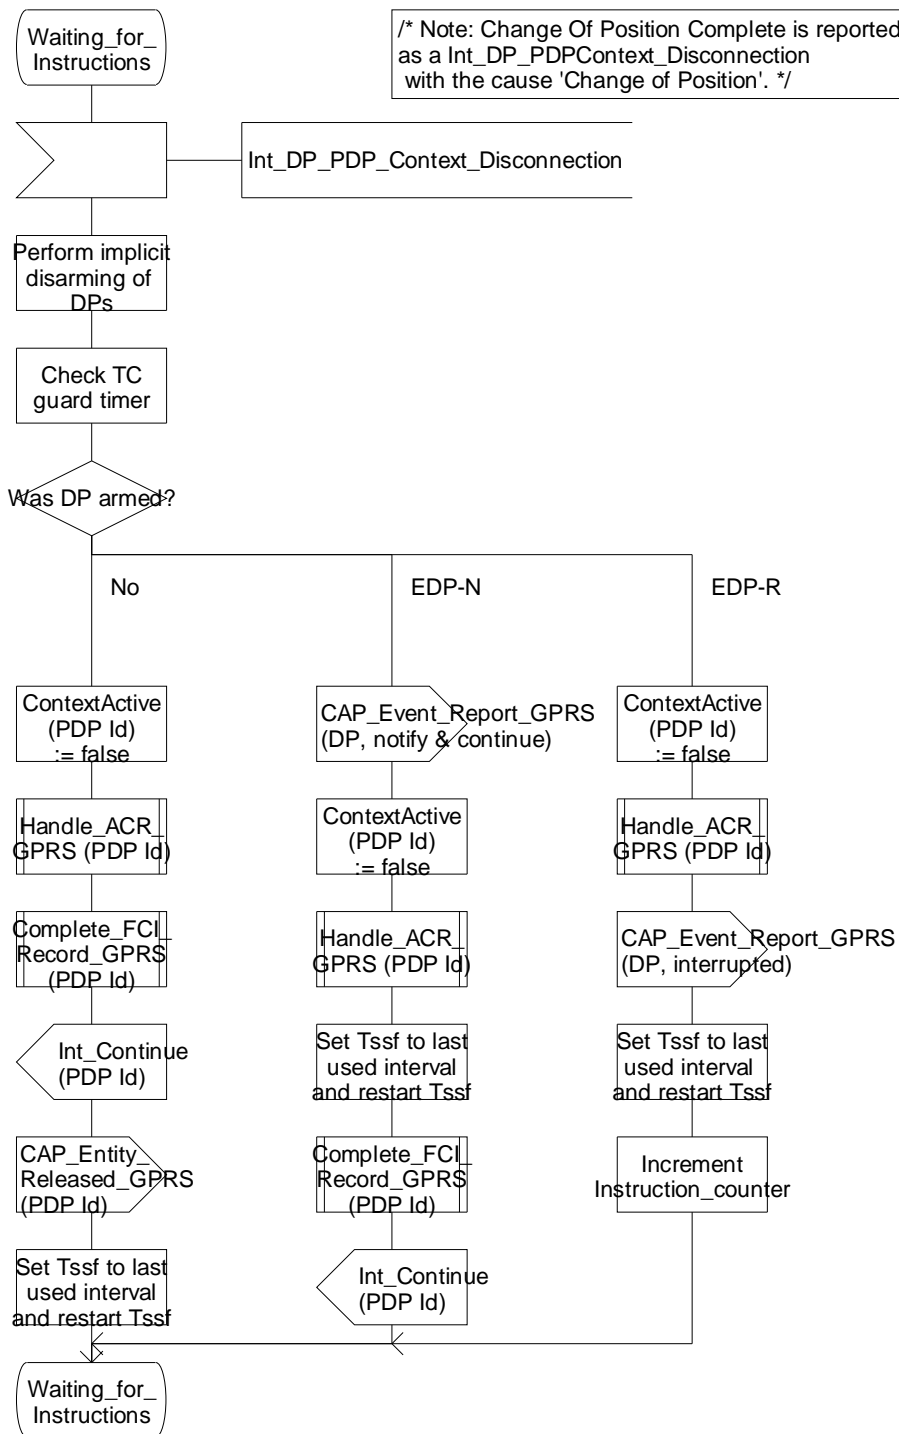 Waiting_for_
Instructions
/* Note: Change Of Position Complete is reported
as a Int_DP_PDPContext_Disconnection
with the cause 'Change of Position'. */
Int_DP_PDP_Context_Disconnection
Perform implicit
disarming of
DPs
Check TC
guard timer
Was DP armed?
No
EDP-N
EDP-R
ContextActive
(PDP Id)
:= false
Handle_ACR_
GPRS (PDP Id)
Complete_FCI_
Record_GPRS
(PDP Id)
Int_Continue
(PDP Id)
CAP_Entity_
Released_GPRS
(PDP Id)
Set Tssf to last
used interval
and restart Tssf
CAP_Event_Report_GPRS
(DP, notify & continue)
ContextActive
(PDP Id)
:= false
Handle_ACR_
GPRS (PDP Id)
Set Tssf to last
used interval
and restart Tssf
Complete_FCI_
Record_GPRS
(PDP Id)
Int_Continue
(PDP Id)
ContextActive
(PDP Id)
:= false
Handle_ACR_
GPRS (PDP Id)
CAP_Event_Report_GPRS
(DP, interrupted)
Set Tssf to last
used interval
and restart Tssf
Increment
Instruction_counter
Waiting_for_
Instructions